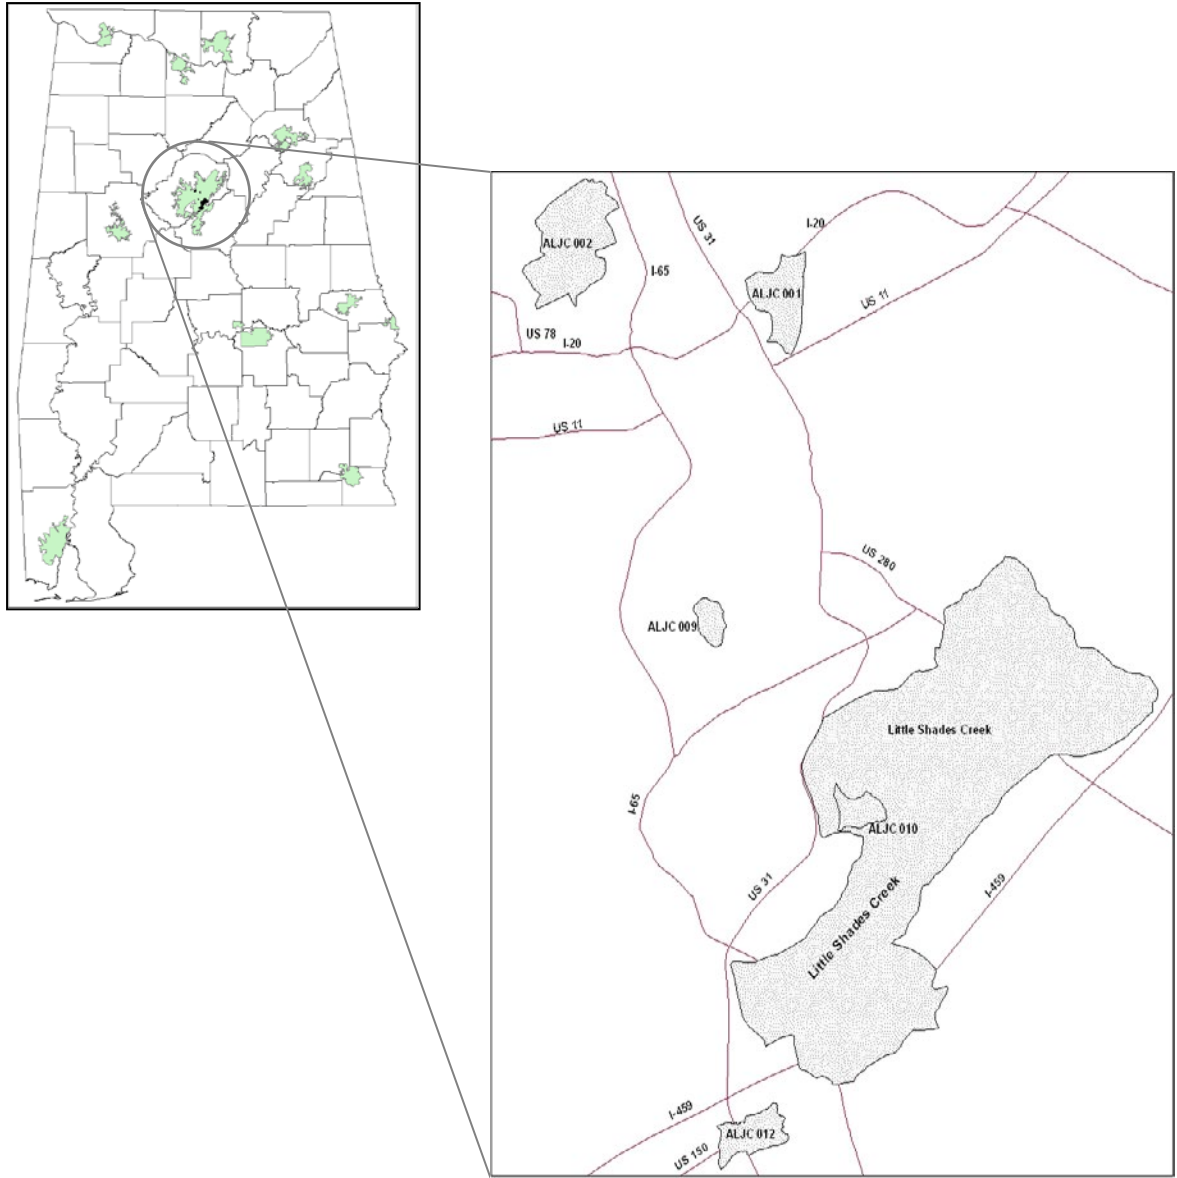 US 31
I-20
ALJC 002
I-65
ALJC 001
US 11
US 78
I-20
US 11
US 280
ALJC 009
Little Shades Creek
I-65
ALJC 010
US 31
I-459
Little Shades Creek
I-459
ALJC 012
US 150